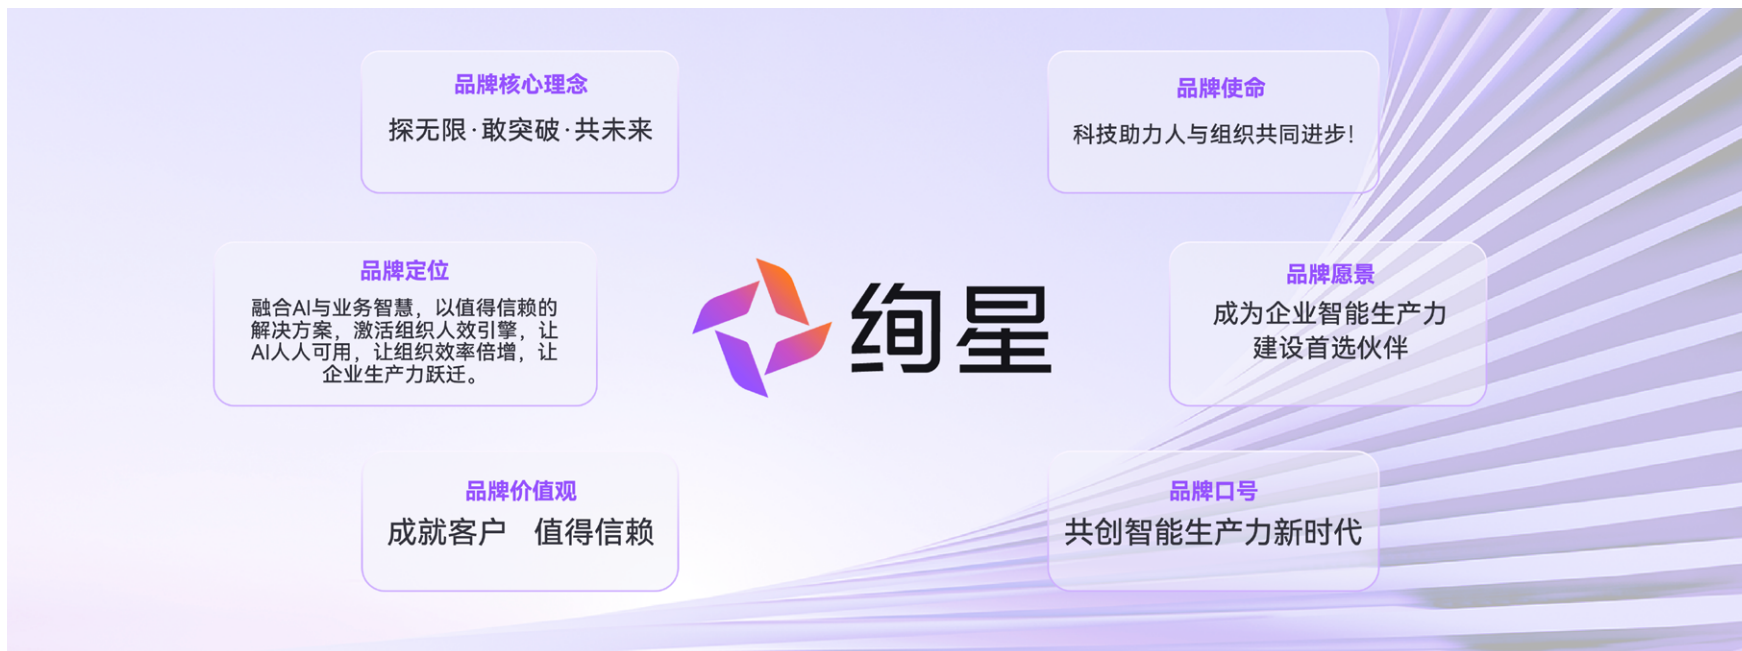 品牌核心理念
探无限·敢突破·共未来
品牌使命
科技助力人与组织共同进步!
品牌定位
融合AI与业务智慧，以值得信赖的
解决方案，激活组织人效引擎，让
AI人人可用，让组织效率倍增，让
企业生产力跃迁。
绚星
品牌愿景
成为企业智能生产力
建设首选伙伴
品牌价值观
成就客户 值得信赖
品牌口号
共创智能生产力新时代